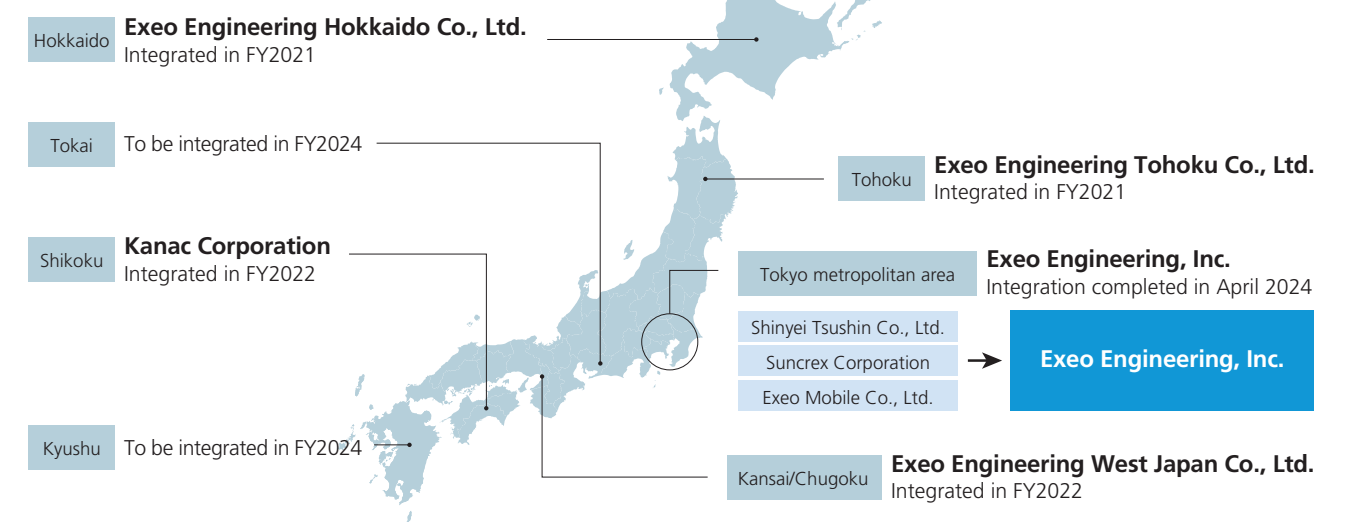 Hokkaido
Exeo Engineering Hokkaido Co., Ltd.
Integrated in FY2021
Tokai
To be integrated in FY2024
Shikoku
Kanac Corporation
Integrated in FY2022
Kyushu
To be integrated in FY2024
Tohoku
Exeo Engineering Tohoku Co., Ltd.
Integrated in FY2021
Tokyo metropolitan area
Exeo Engineering, Inc.
Integration completed in April 2024
Shinyei Tsushin Co., Ltd.
Suncrex Corporation
Exeo Mobile Co., Ltd.
Exeo Engineering, Inc.
Kansai/Chugoku
Exeo Engineering West Japan Co., Ltd.
Integrated in FY2022